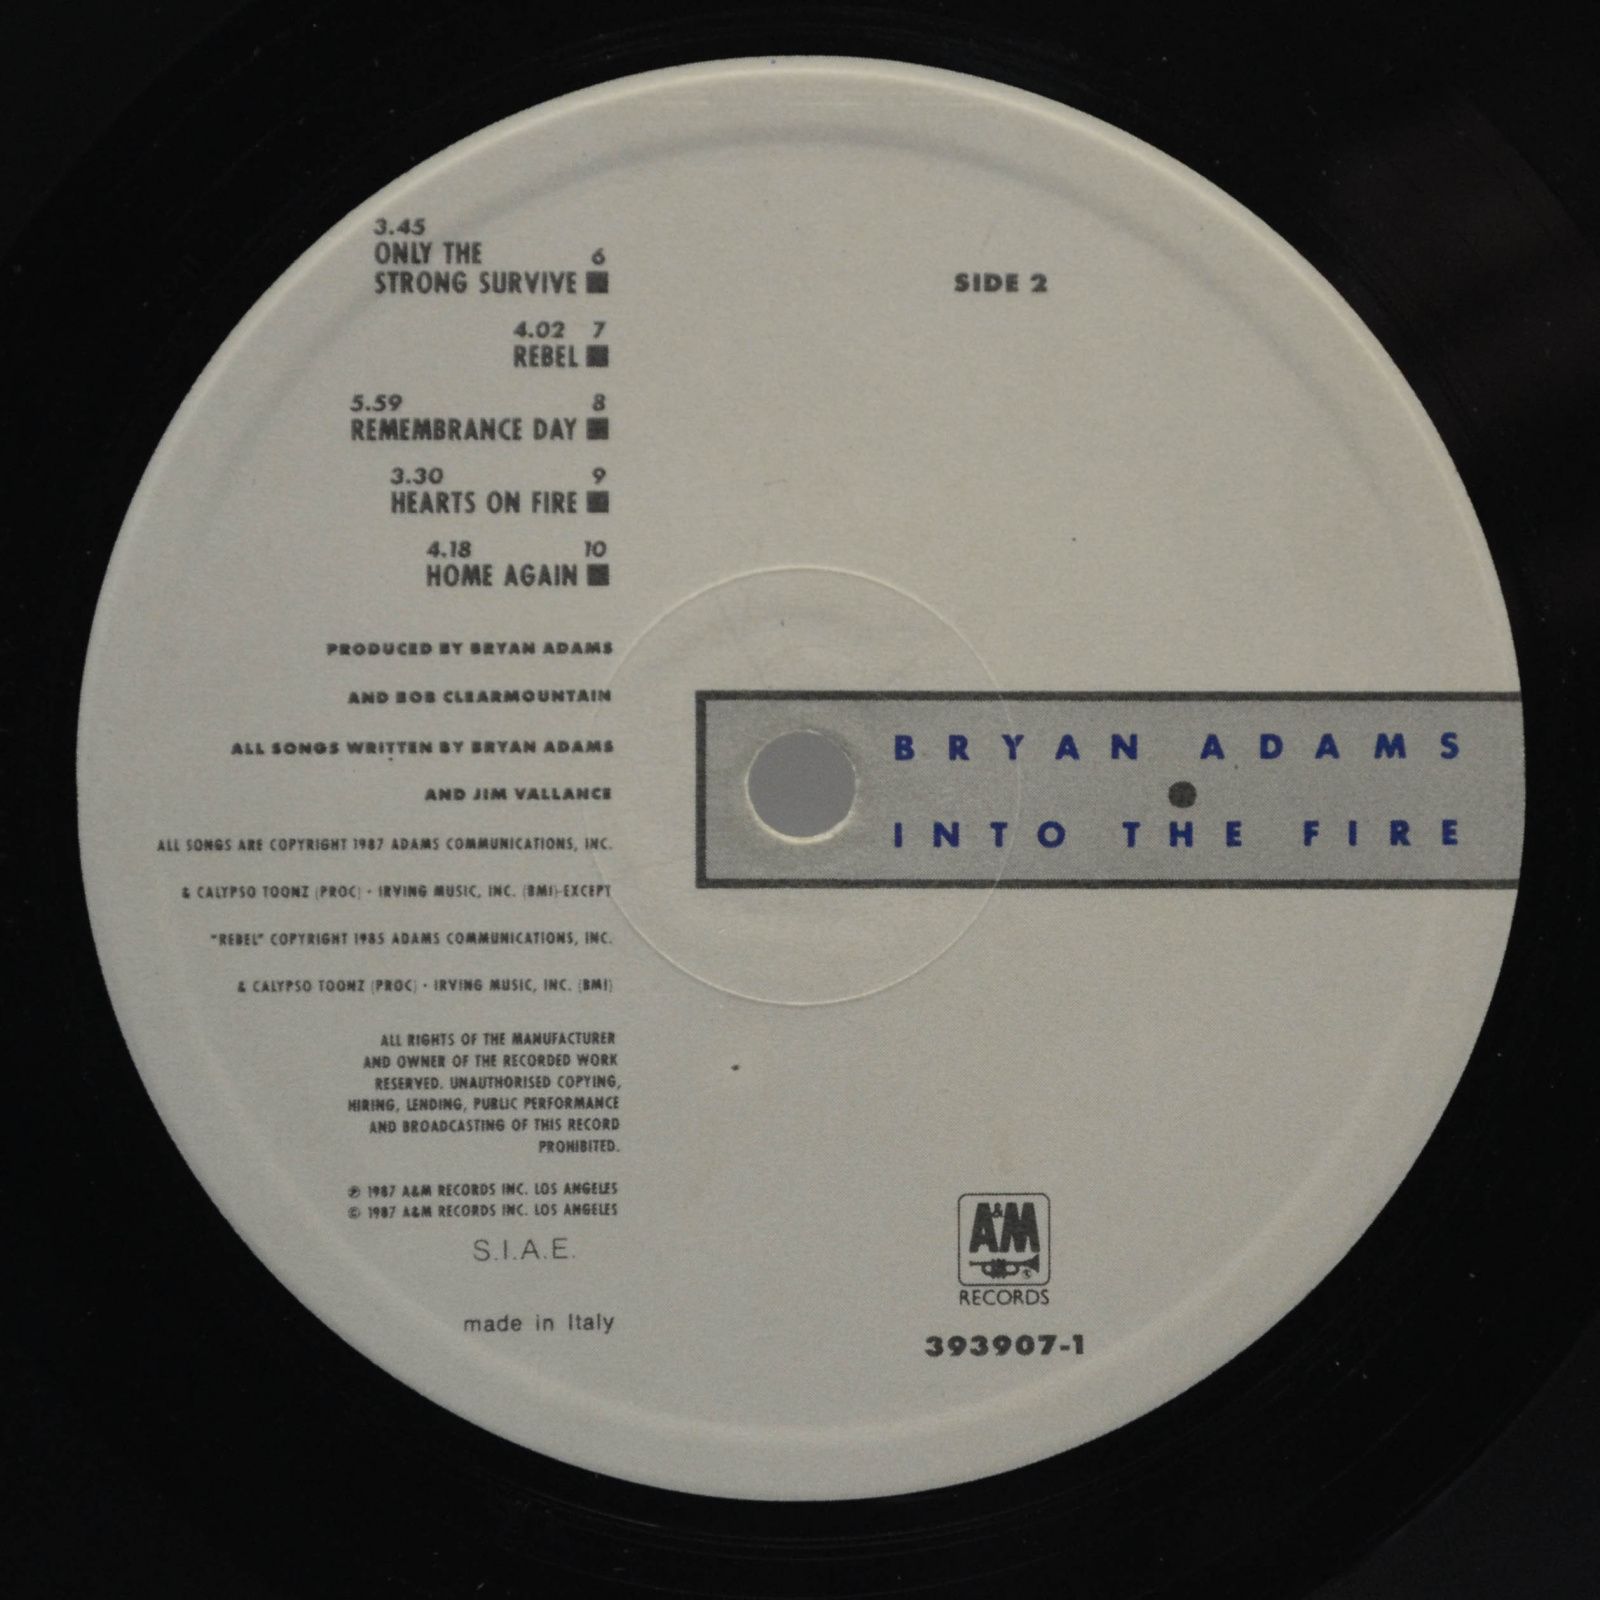 3.45
ONLY THE 6
STRONG SURVIVE
4.02 7
REBEL
5.59 8
REMEMBRANCE DAY
3.30 9
HEARTS ON FIRE
4.18 10
HOME AGAIN
PRODUCED BY BRYAN ADAMS
AND BOB CLEARMOUNTAIN
ALL SONGS WRITTEN BY BRYAN ADAMS
AND JIM VALLANCE
ALL SONGS ARE COPYRIGHT 1987 ADAMS COMMUNICATIONS, INC.
& CALYPSO TOONZ (PROC) • IRVING MUSIC, INC. (BMI) EXCEPT
"REBEL" COPYRIGHT 1985 ADAMS COMMUNICATIONS, INC.
& CALYPSO TOONZ (PROC) • IRVING MUSIC, INC. (BMI)
ALL RIGHTS OF THE MANUFACTURER
AND OWNER OF THE RECORDED WORK
RESERVED. UNAUTHORISED COPYING,
HIRING, LENDING, PUBLIC PERFORMANCE
AND BROADCASTING OF THIS RECORD
PROHIBITED.
℗ 1987 A&M RECORDS INC. LOS ANGELES
© 1987 A&M RECORDS INC. LOS ANGELES
S.I.A.E.
made in Italy
SIDE 2
BRYAN ADAMS
INTO THE FIRE
A&M
RECORDS
393907-1